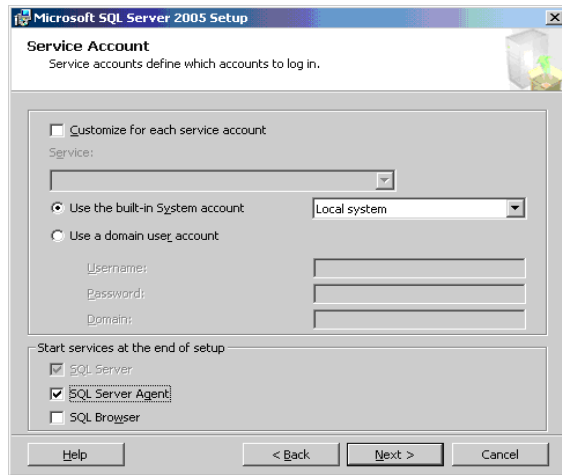 Microsoft SQL Server 2005 Setup
Service Account
Service accounts define which accounts to log in.
Customize for each service account
Service:
Use the built-in System account Local system
Use a domain user account
Username:
Password:
Domain:
Start services at the end of setup
SQL Server
SQL Server Agent
SQL Browser
Help < Back Next > Cancel